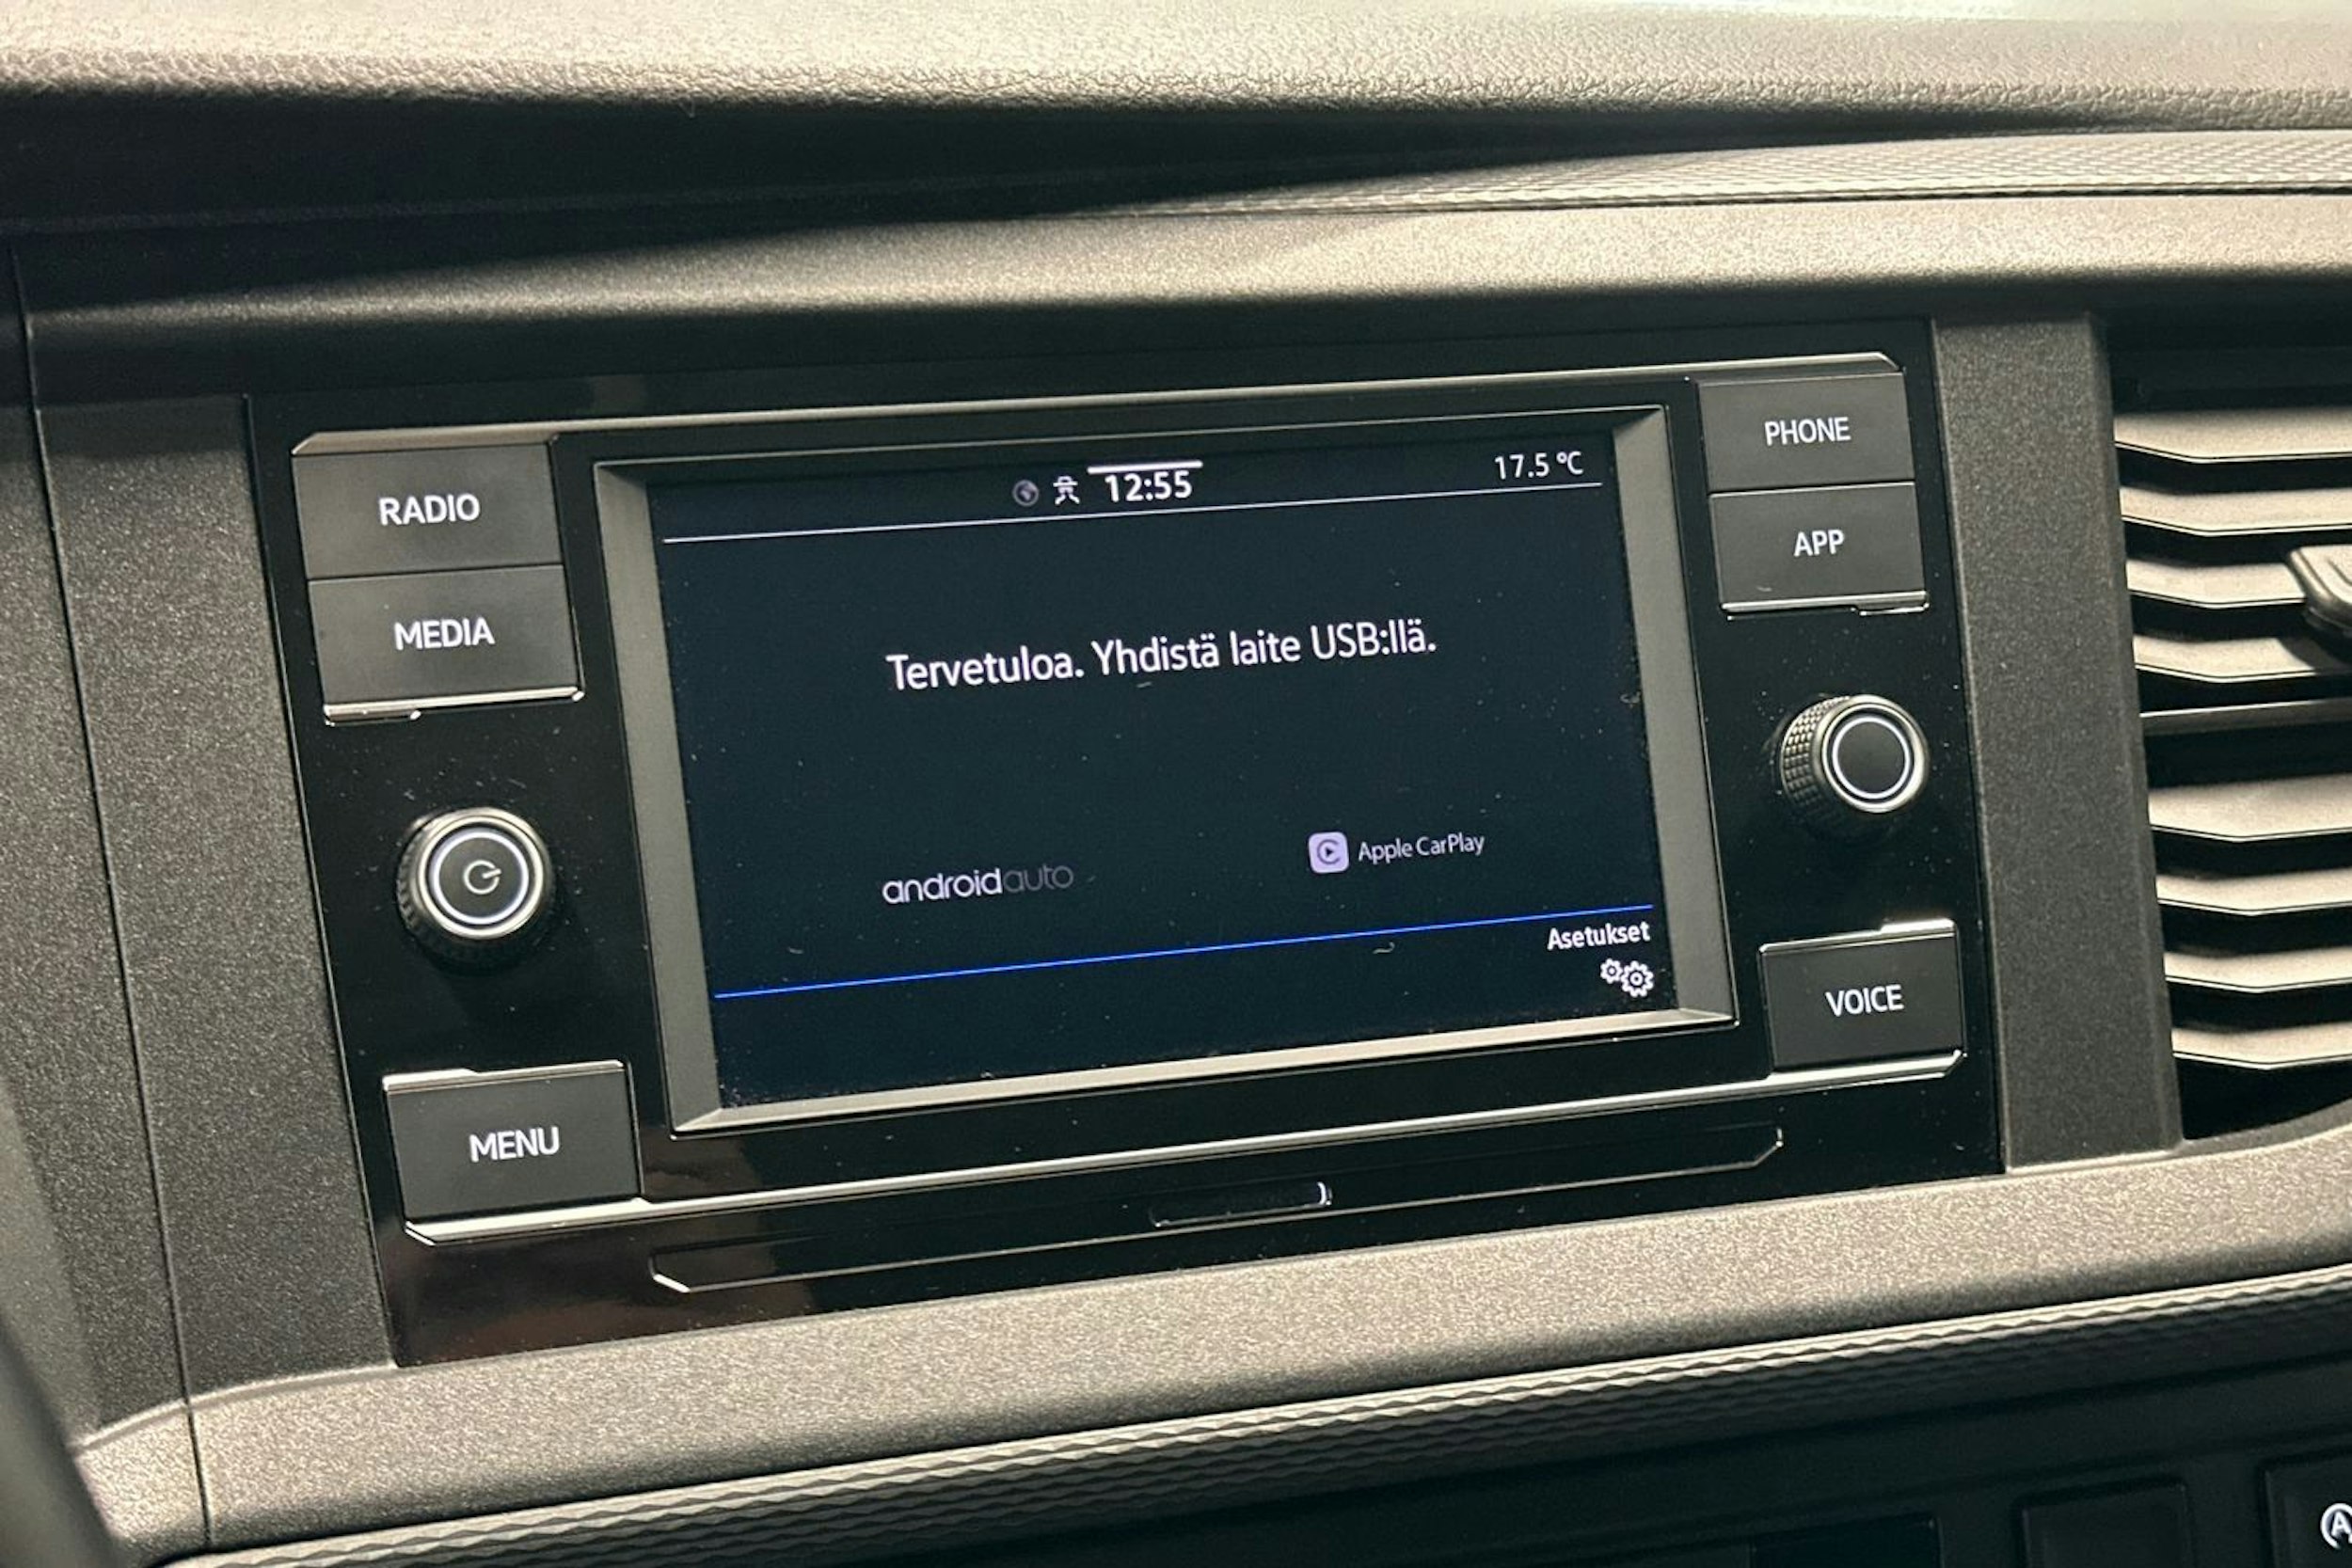 RADIO
MEDIA
MENU
12:55
17.5 °C
Tervetuloa. Yhdistä laite USB:llä.
androidauto
Apple CarPlay
Asetukset
PHONE
APP
VOICE
A